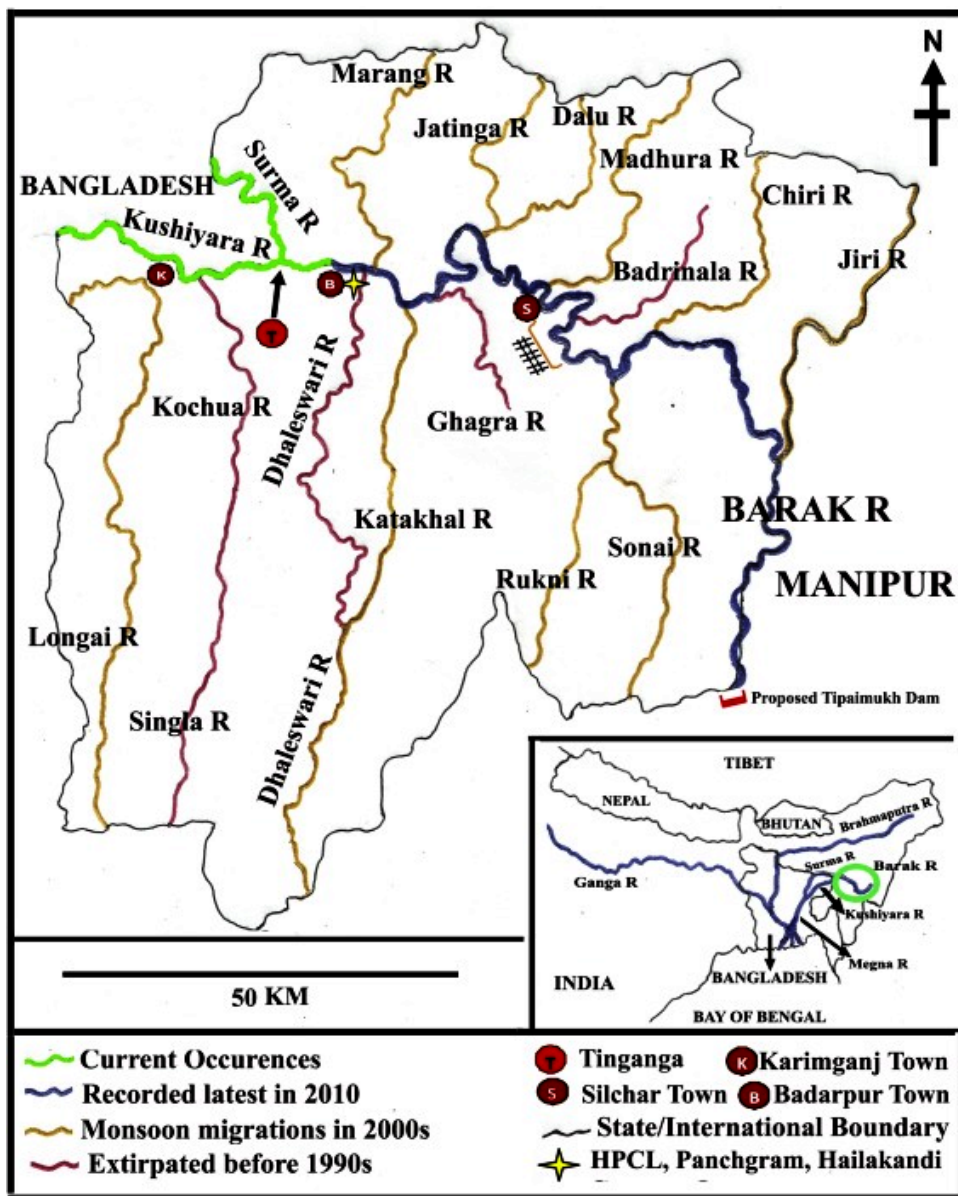 N
Marang R
Jatinga R
Dalu R
Madhura R
Chiri R
Jiri R
Surma R
BANGLADESH
Kushiyara R
K
B
T
S
Badrinala R
Kochua R
Dhaleswari R
Ghagra R
Katakhal R
BARAK R
Sonai R
Rukni R
MANIPUR
Longai R
Singla R
Dhaleswari R
Proposed Tipaimukh Dam
TIBET
NEPAL
BHUTAN
Brahmaputra R
Surma R
Barak R
Ganga R
Kushiyara R
Megna R
BANGLADESH
INDIA
BAY OF BENGAL
50 KM
Current Occurences
Recorded latest in 2010
Monsoon migrations in 2000s
Extirpated before 1990s
T Tinganga
K Karimganj Town
S Silchar Town
B Badarpur Town
State/International Boundary
HPCL, Panchgram, Hailakandi